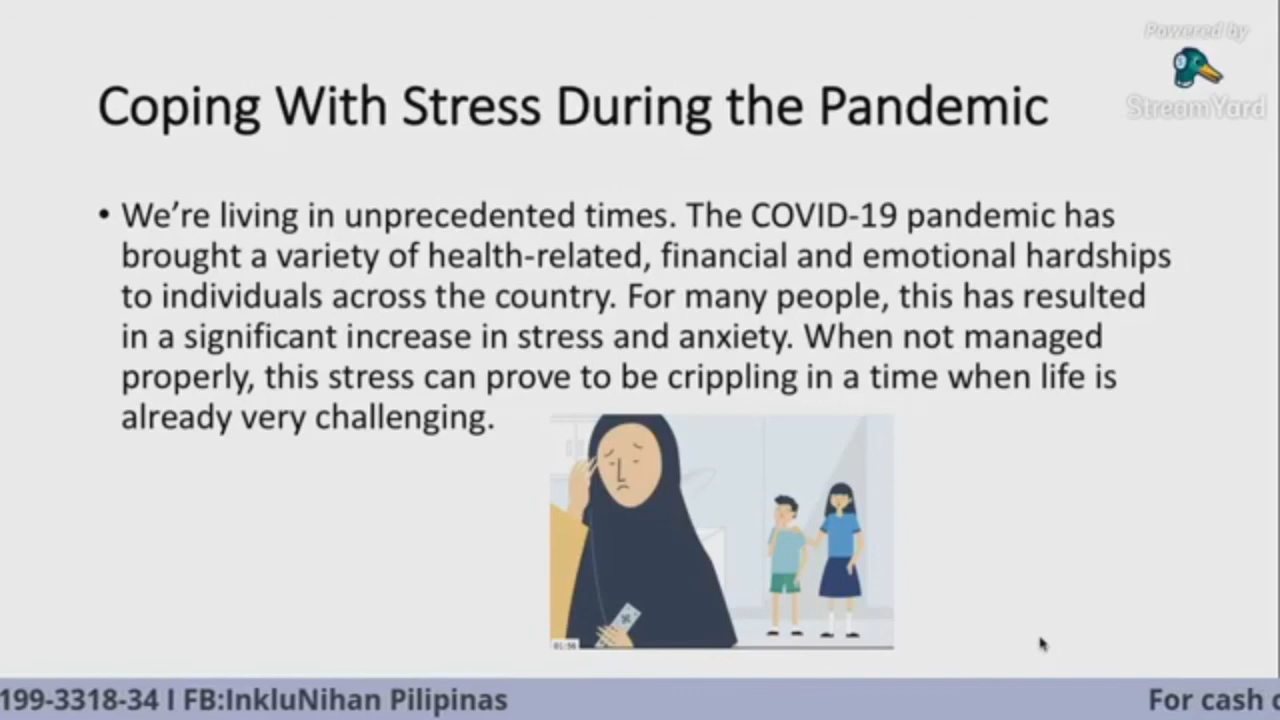 Powered by
StreamYard
Coping With Stress During the Pandemic
• We’re living in unprecedented times. The COVID-19 pandemic has
brought a variety of health-related, financial and emotional hardships
to individuals across the country. For many people, this has resulted
in a significant increase in stress and anxiety. When not managed
properly, this stress can prove to be crippling in a time when life is
already very challenging.
01:56
199-3318-34 I FB:InkluNihan Pilipinas
For cash